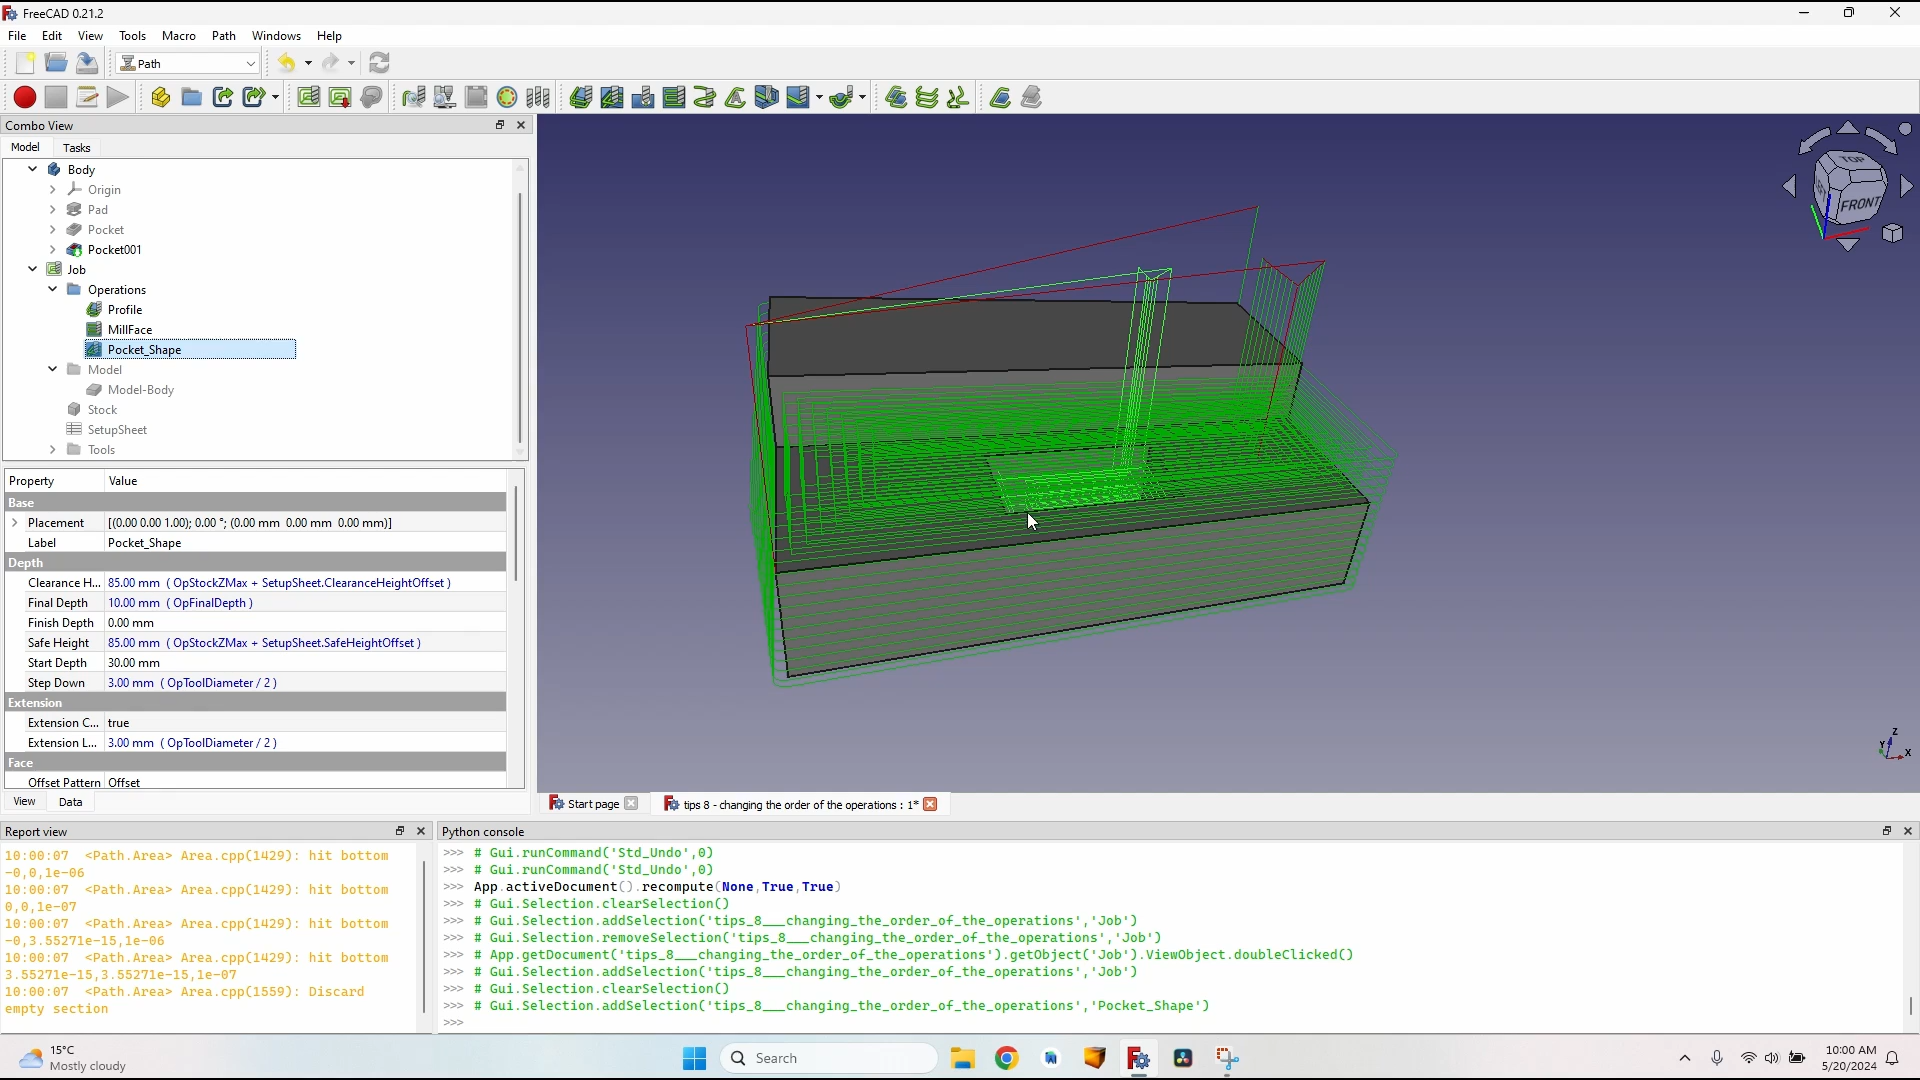 FreeCAD 0.21.2
File Edit View Tools Macro Path Windows Help
Path
Combo View
Model Tasks
Body
Origin
Pad
Pocket
Pocket001
Job
Operations
Profile
MillFace
Pocket_Shape
Model
Model-Body
Stock
SetupSheet
Tools
Property Value
Base
Placement [(0.00 0.00 1.00); 0.00 °; (0.00 mm 0.00 mm 0.00 mm)]
Label Pocket_Shape
Depth
Clearance H... 85.00 mm ( OpStockZMax + SetupSheet.ClearanceHeightOffset )
Final Depth 10.00 mm ( OpFinalDepth )
Finish Depth 0.00 mm
Safe Height 85.00 mm ( OpStockZMax + SetupSheet.SafeHeightOffset )
Start Depth 30.00 mm
Step Down 3.00 mm ( OpToolDiameter / 2 )
Extension
Extension C... true
Extension L... 3.00 mm ( OpToolDiameter / 2 )
Face
Offset Pattern Offset
View Data
TOP
FRONT
Z
Y
X
Start page
tips 8 - changing the order of the operations : 1*
Report view
10:00:07 <Path.Area> Area.cpp(1429): hit bottom
-0,0,1e-06
10:00:07 <Path.Area> Area.cpp(1429): hit bottom
0,0,1e-07
10:00:07 <Path.Area> Area.cpp(1429): hit bottom
-0,3.55271e-15,1e-06
10:00:07 <Path.Area> Area.cpp(1429): hit bottom
3.55271e-15,3.55271e-15,1e-07
10:00:07 <Path.Area> Area.cpp(1559): Discard
empty section
Python console
>>> # Gui.runCommand('Std_Undo',0)
>>> # Gui.runCommand('Std_Undo',0)
>>> App.activeDocument().recompute(None,True,True)
>>> # Gui.Selection.clearSelection()
>>> # Gui.Selection.addSelection('tips_8___changing_the_order_of_the_operations','Job')
>>> # Gui.Selection.removeSelection('tips_8___changing_the_order_of_the_operations','Job')
>>> # App.getDocument('tips_8___changing_the_order_of_the_operations').getObject('Job').ViewObject.doubleClicked()
>>> # Gui.Selection.addSelection('tips_8___changing_the_order_of_the_operations','Job')
>>> # Gui.Selection.clearSelection()
>>> # Gui.Selection.addSelection('tips_8___changing_the_order_of_the_operations','Pocket_Shape')
>>>
15°C
Mostly cloudy
Search
10:00 AM
5/20/2024